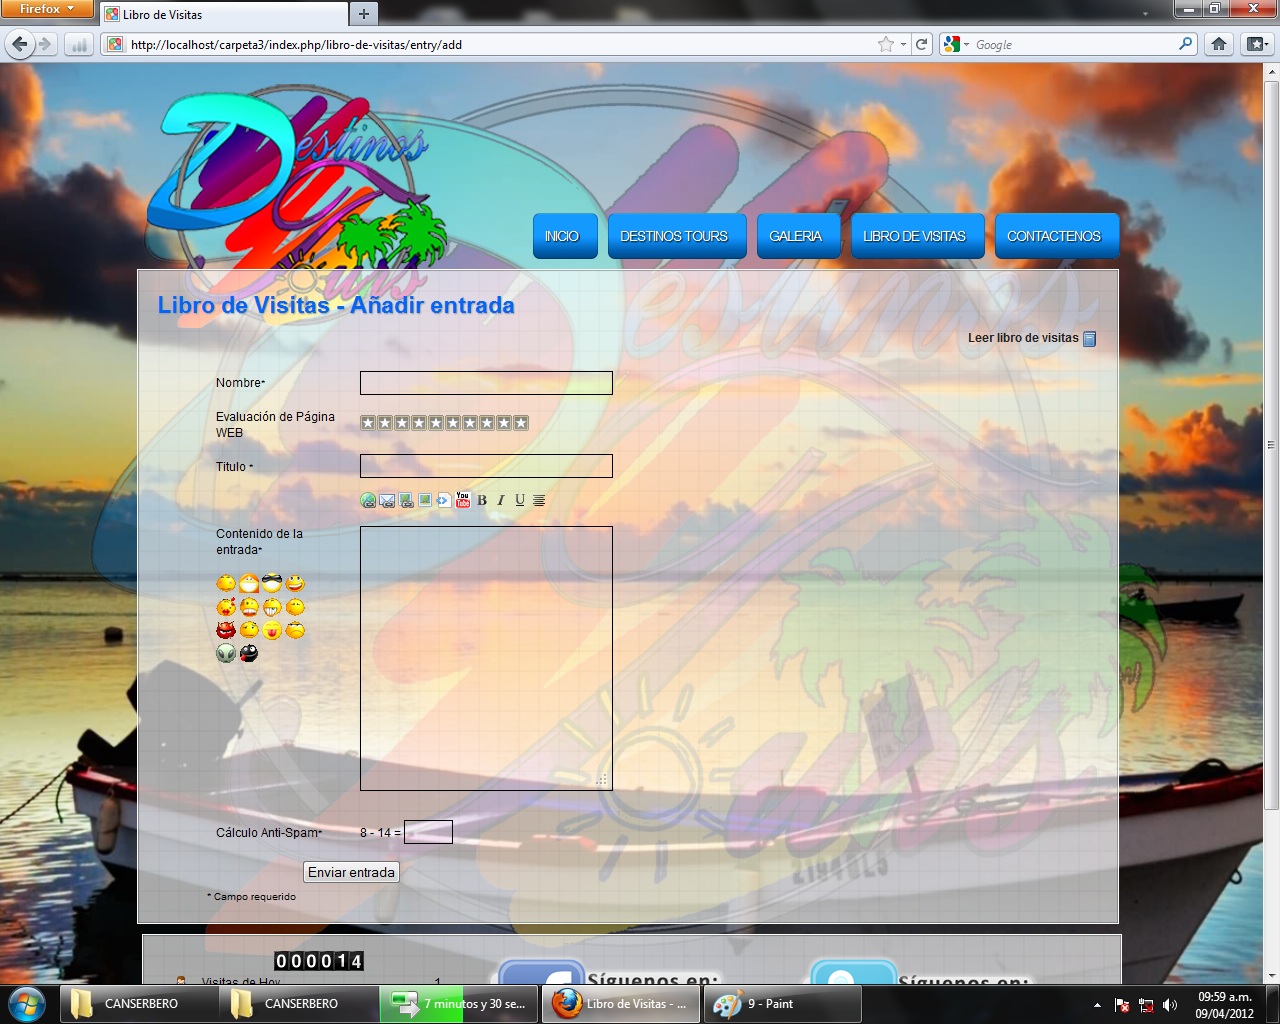 Firefox
Libro de Visitas
http://localhost/carpeta3/index.php/libro-de-visitas/entry/add
Google
Destinos
Tours
INICIO
DESTINOS TOURS
GALERIA
LIBRO DE VISITAS
CONTACTENOS
Libro de Visitas - Añadir entrada
Leer libro de visitas
Nombre*
Evaluación de Página
WEB
Titulo *
You
Tube
B I U
Contenido de la
entrada*
Cálculo Anti-Spam*
8 - 14 =
Enviar entrada
* Campo requerido
000014
Visitas de Hoy
1
Síguenos en:
Síguenos en:
CANSERBERO
CANSERBERO
7 minutos y 30 se...
Libro de Visitas - ...
9 - Paint
09:59 a.m.
09/04/2012